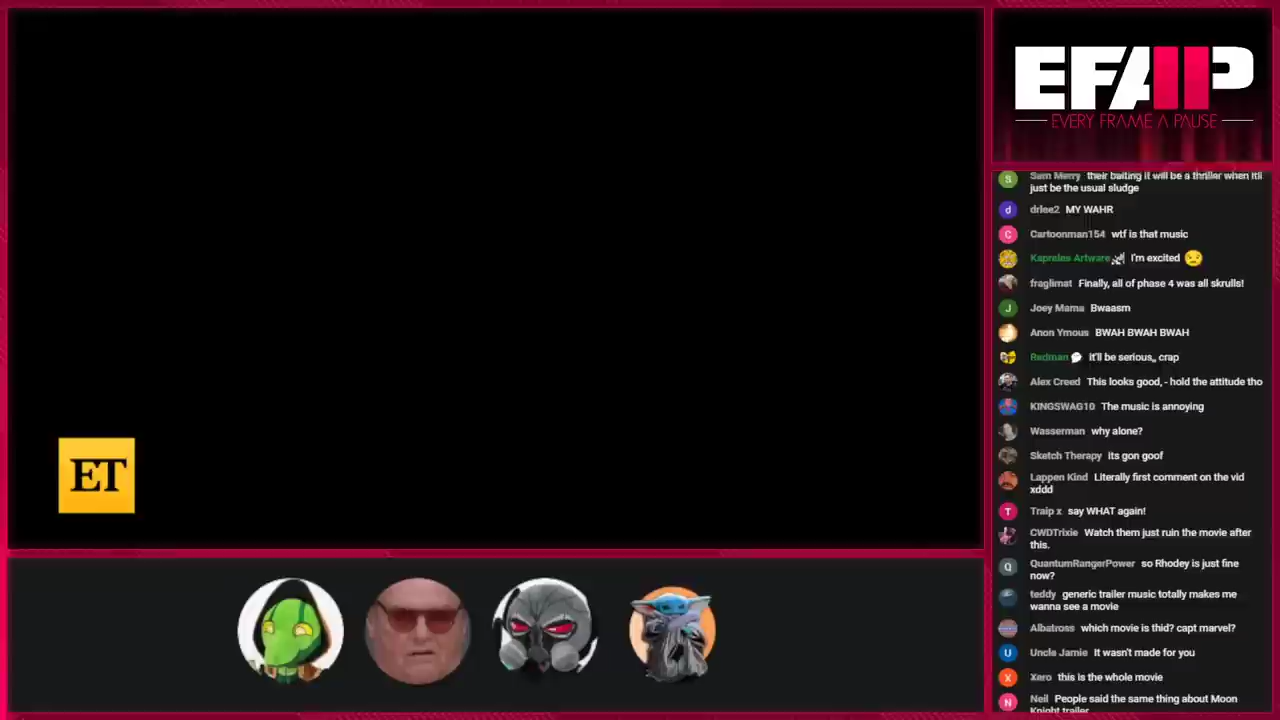 EFAP
EVERY FRAME A PAUSE
Sam Merry their baiting it will be a thriller when itll
just be the usual sludge
drlee2 MY WAHR
Cartoonman154 wtf is that music
Kapreles Artware I'm excited
fraglimat Finally, all of phase 4 was all skrulls!
Joey Mama Bwaasm
Anon Ymous BWAH BWAH BWAH
Redman it'll be serious,, crap
Alex Creed This looks good, - hold the attitude tho
KINGSWAG10 The music is annoying
Wasserman why alone?
Sketch Therapy its gon goof
Lappen Kind Literally first comment on the vid
xddd
Traip x say WHAT again!
CWDTrixie Watch them just ruin the movie after
this.
QuantumRangerPower so Rhodey is just fine
now?
teddy generic trailer music totally makes me
wanna see a movie
Albatross which movie is thid? capt marvel?
Uncle Jamie It wasn't made for you
Xero this is the whole movie
Neil People said the same thing about Moon
Knight trailer
ET